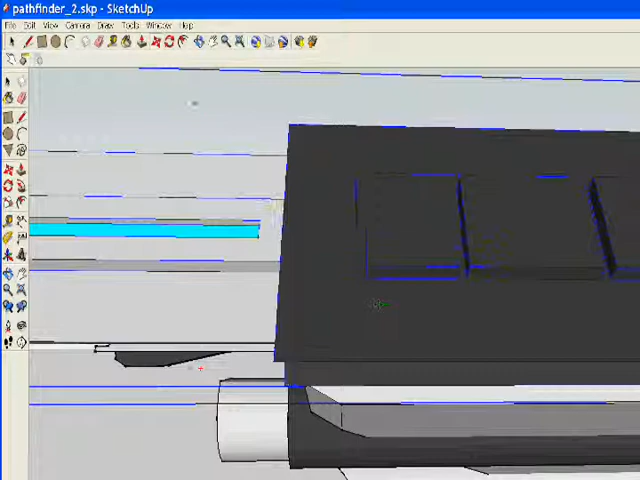 pathfinder_2.skp - SketchUp
File Edit View Camera Draw Tools Window Help